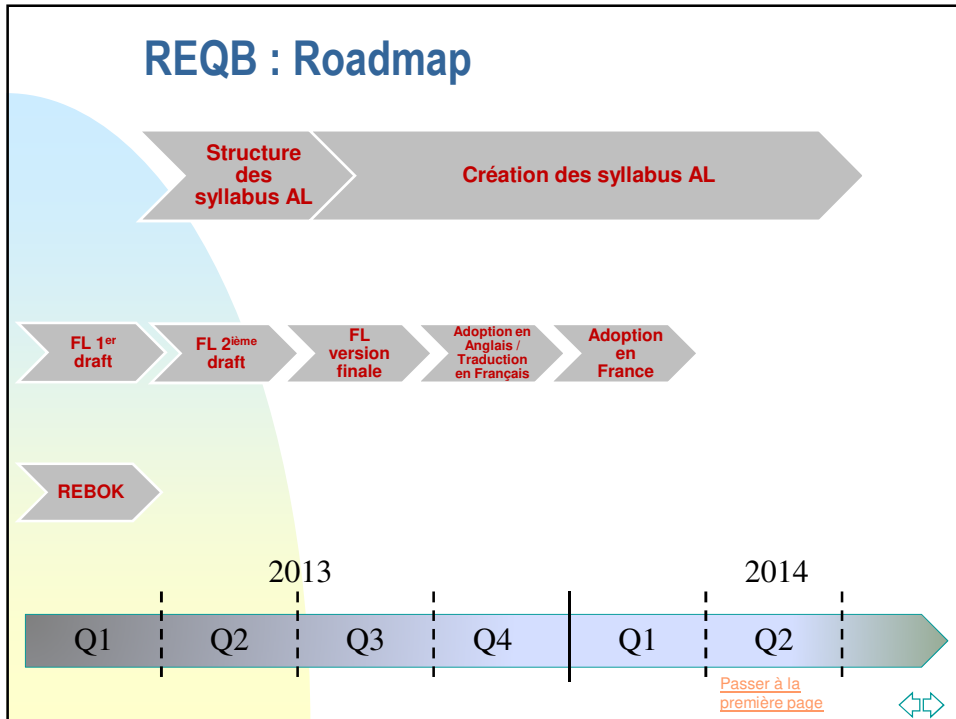 REQB : Roadmap
Structure
des
syllabus AL
Création des syllabus AL
FL 1er
draft
FL 2ième
draft
FL
version
finale
Adoption en
Anglais /
Traduction
en Français
Adoption
en
France
REBOK
2013
2014
Q1
Q2
Q3
Q4
Q1
Q2
Passer à la
première page